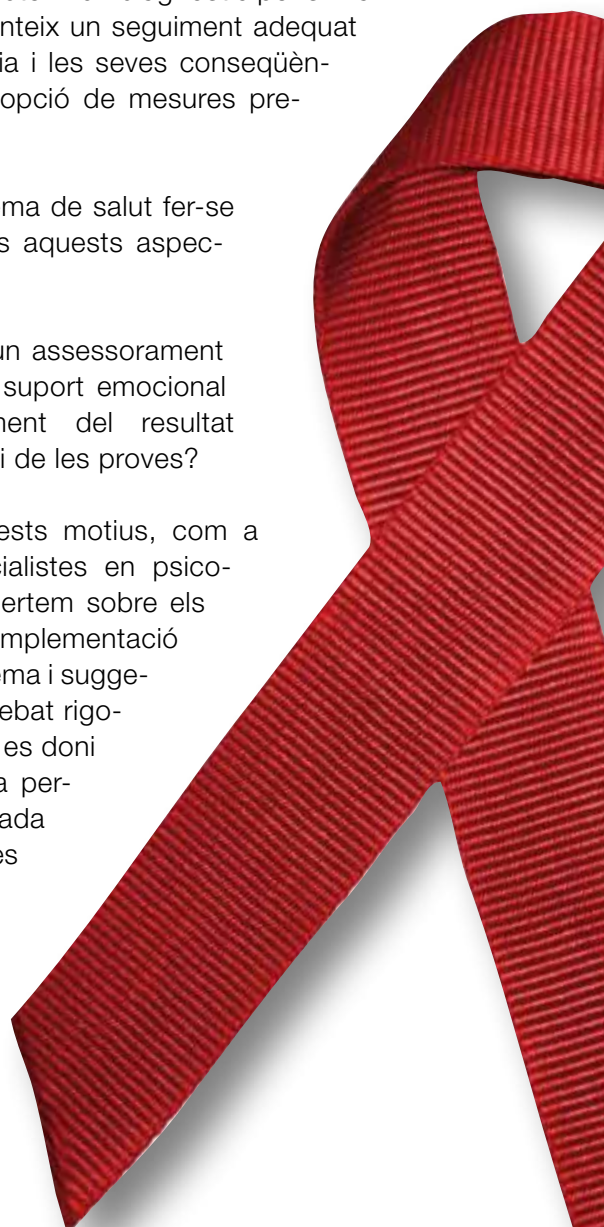 nteix un seguiment adequat
ia i les seves conseqüèn-
opció de mesures pre-
ma de salut fer-se
s aquests aspec-
un assessorament
suport emocional
ent del resultat
i de les proves?
ests motius, com a
cialistes en psico-
ertem sobre els
mplementació
ema i sugge-
ebat rigo-
es doni
a per-
ada
es